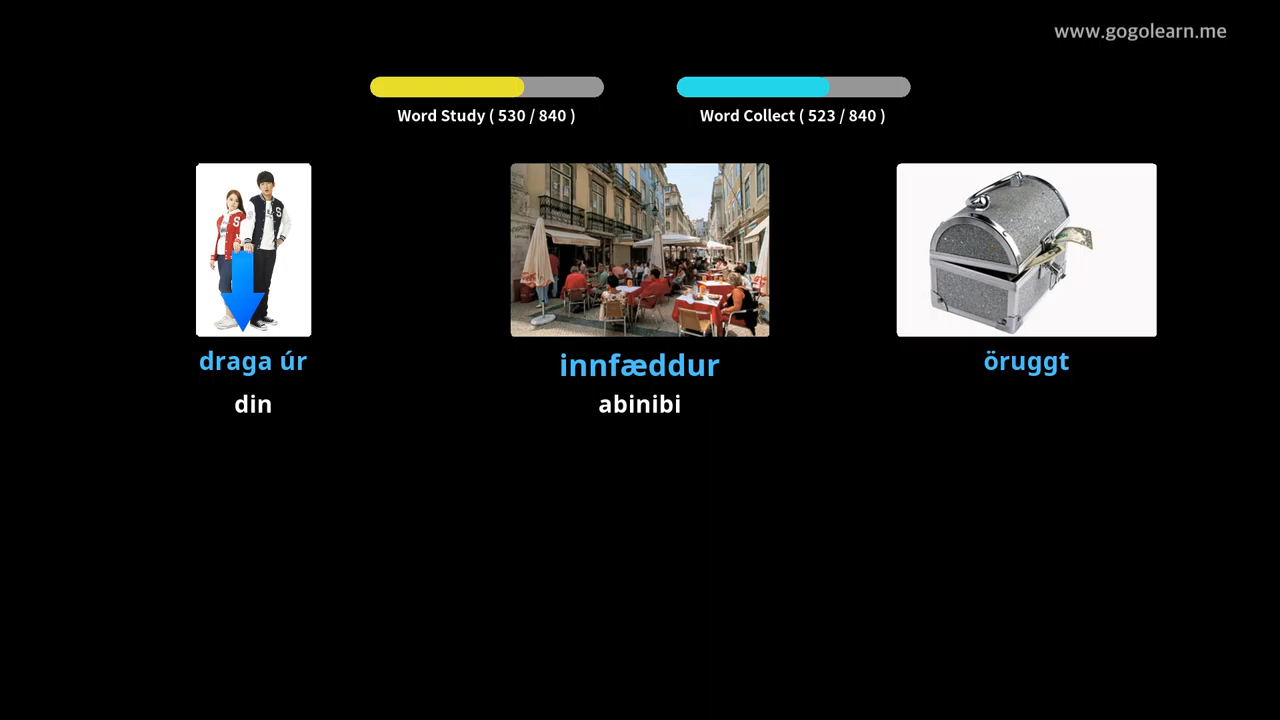 www.gogolearn.me
Word Study ( 530 / 840 )
Word Collect ( 523 / 840 )
draga úr
innfæddur
öruggt
din
abinibi